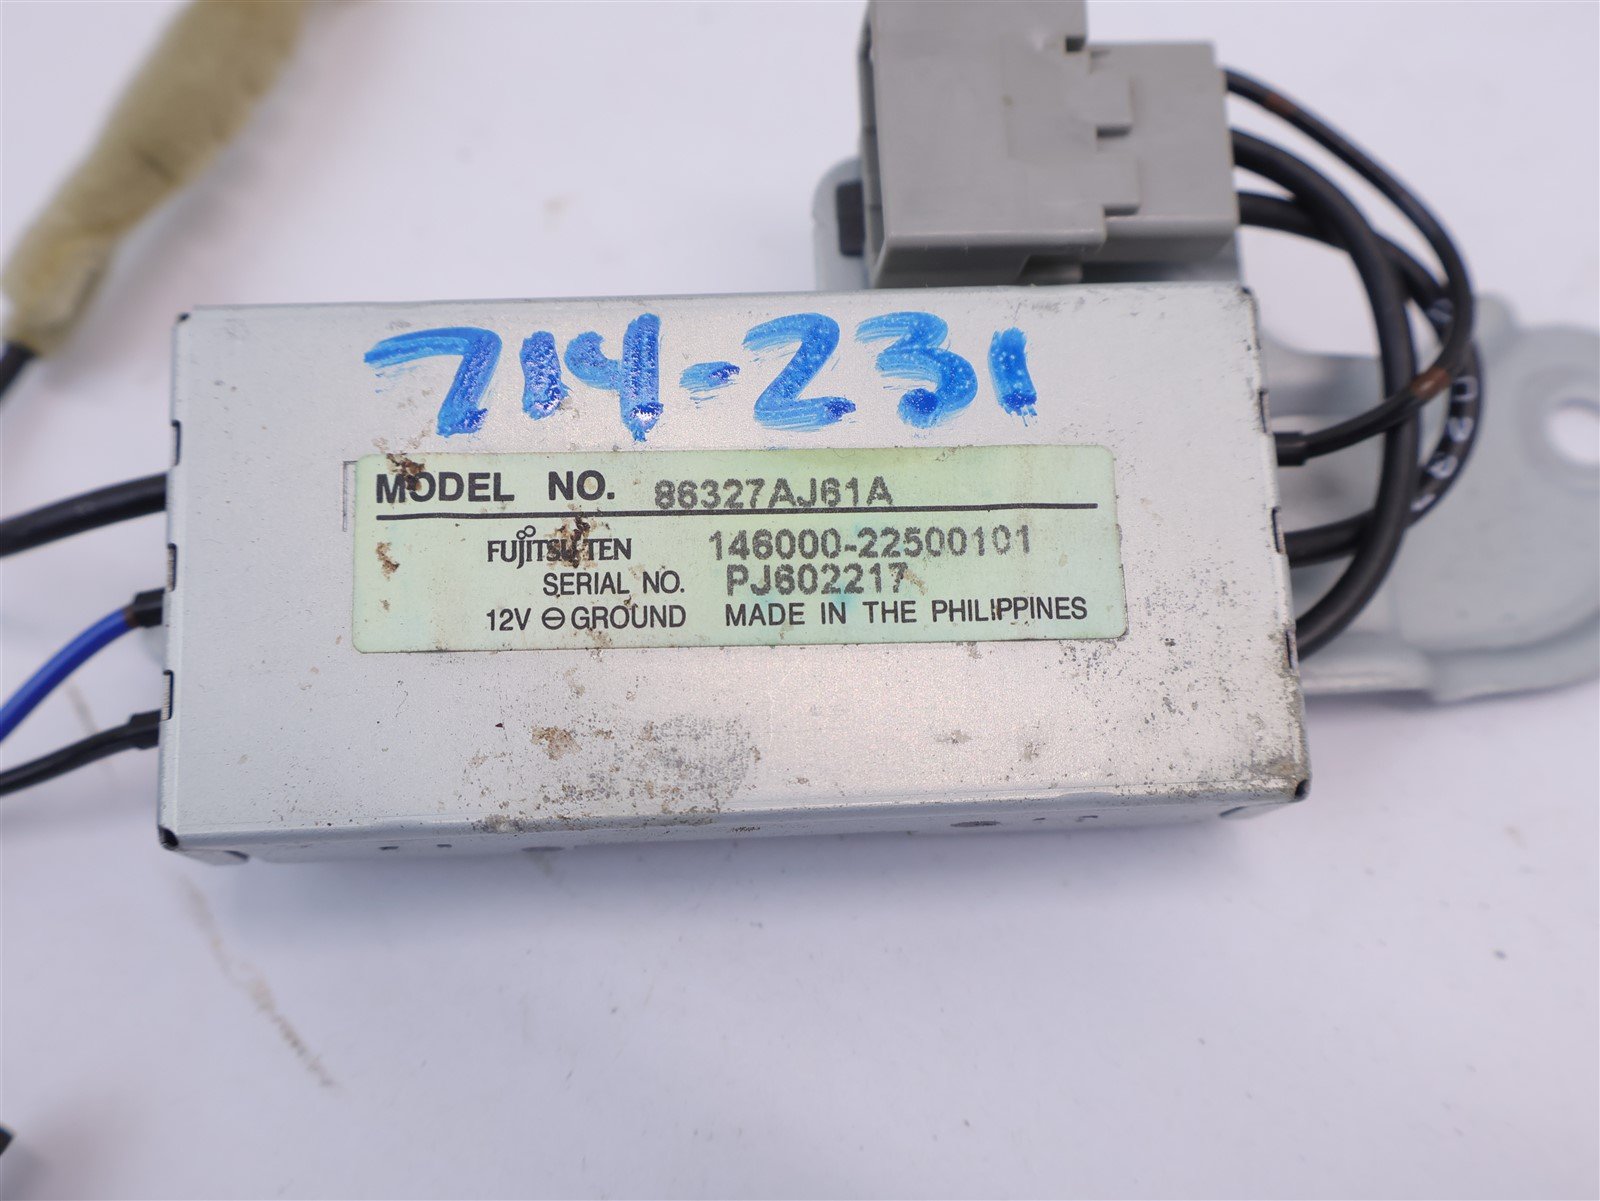 714-231
MODEL NO. 86327AJ61A
FUJITSU TEN 146000-22500101
SERIAL NO. PJ602217
12V ⊖ GROUND MADE IN THE PHILIPPINES